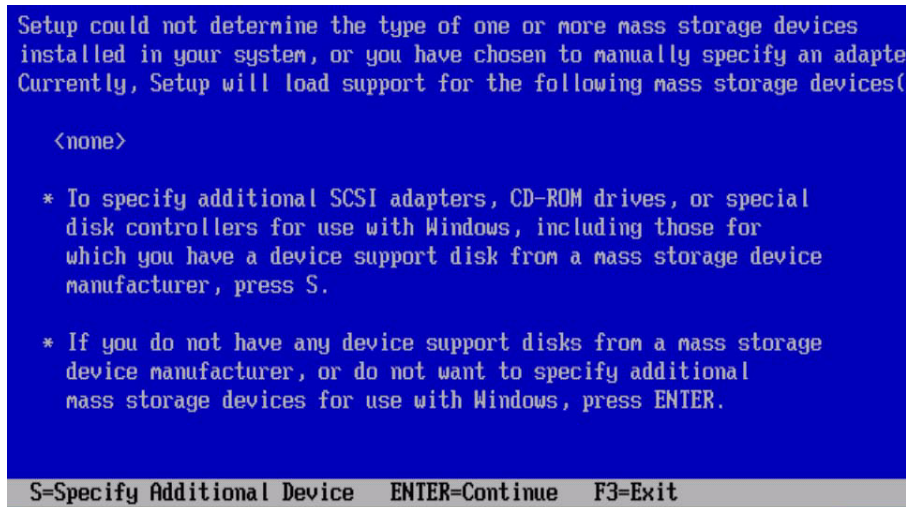 Setup could not determine the type of one or more mass storage devices
installed in your system, or you have chosen to manually specify an adapte
Currently, Setup will load support for the following mass storage devices(
<none>
* To specify additional SCSI adapters, CD-ROM drives, or special
disk controllers for use with Windows, including those for
which you have a device support disk from a mass storage device
manufacturer, press S.
* If you do not have any device support disks from a mass storage
device manufacturer, or do not want to specify additional
mass storage devices for use with Windows, press ENTER.
S=Specify Additional Device ENTER=Continue F3=Exit